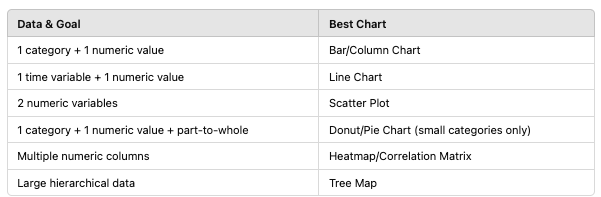 Data & Goal Best Chart
1 category + 1 numeric value Bar/Column Chart
1 time variable + 1 numeric value Line Chart
2 numeric variables Scatter Plot
1 category + 1 numeric value + part-to-whole Donut/Pie Chart (small categories only)
Multiple numeric columns Heatmap/Correlation Matrix
Large hierarchical data Tree Map